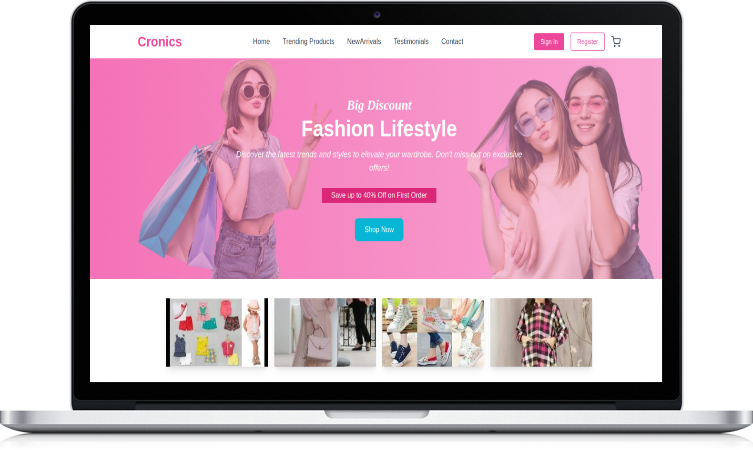 Cronics
Home Trending Products NewArrivals Testimonials Contact
Sign In Register
Big Discount
Fashion Lifestyle
Discover the latest trends and styles to elevate your wardrobe. Don't miss out on exclusive
offers!
Save up to 40% Off on First Order
Shop Now